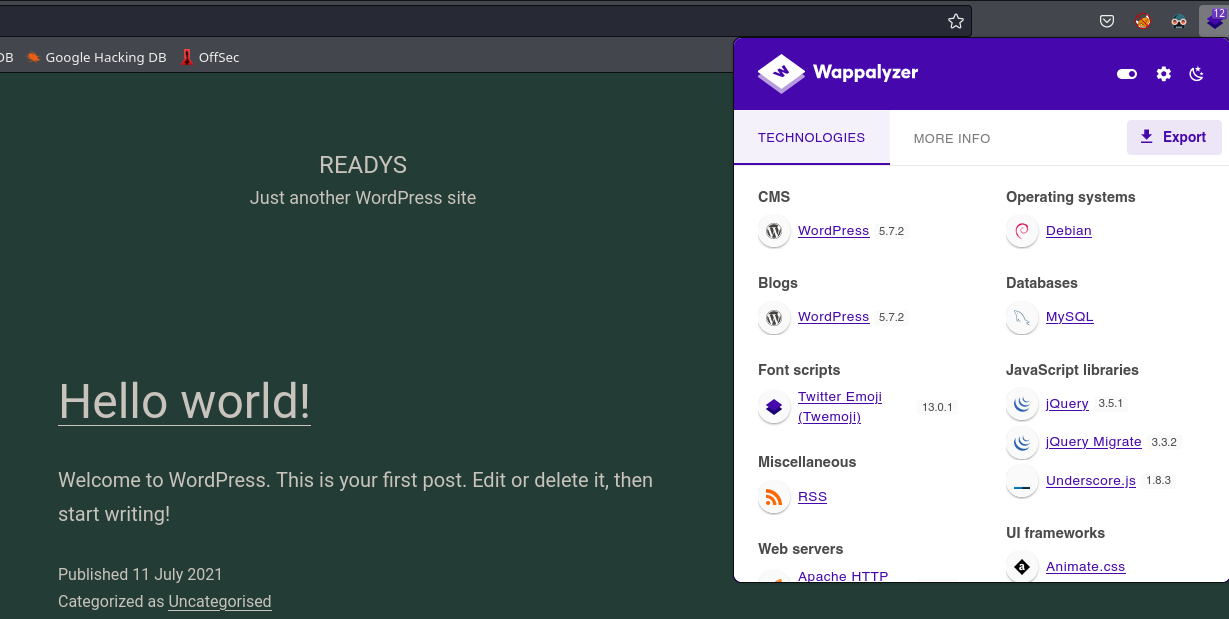 12
DB Google Hacking DB OffSec
Wappalyzer
TECHNOLOGIES MORE INFO Export
READYS
Just another WordPress site
Hello world!
Welcome to WordPress. This is your first post. Edit or delete it, then
start writing!
Published 11 July 2021
Categorized as Uncategorised
CMS
WordPress 5.7.2
Blogs
WordPress 5.7.2
Font scripts
Twitter Emoji
(Twemoji) 13.0.1
Miscellaneous
RSS
Web servers
Apache HTTP
Operating systems
Debian
Databases
MySQL
JavaScript libraries
jQuery 3.5.1
jQuery Migrate 3.3.2
Underscore.js 1.8.3
UI frameworks
Animate.css